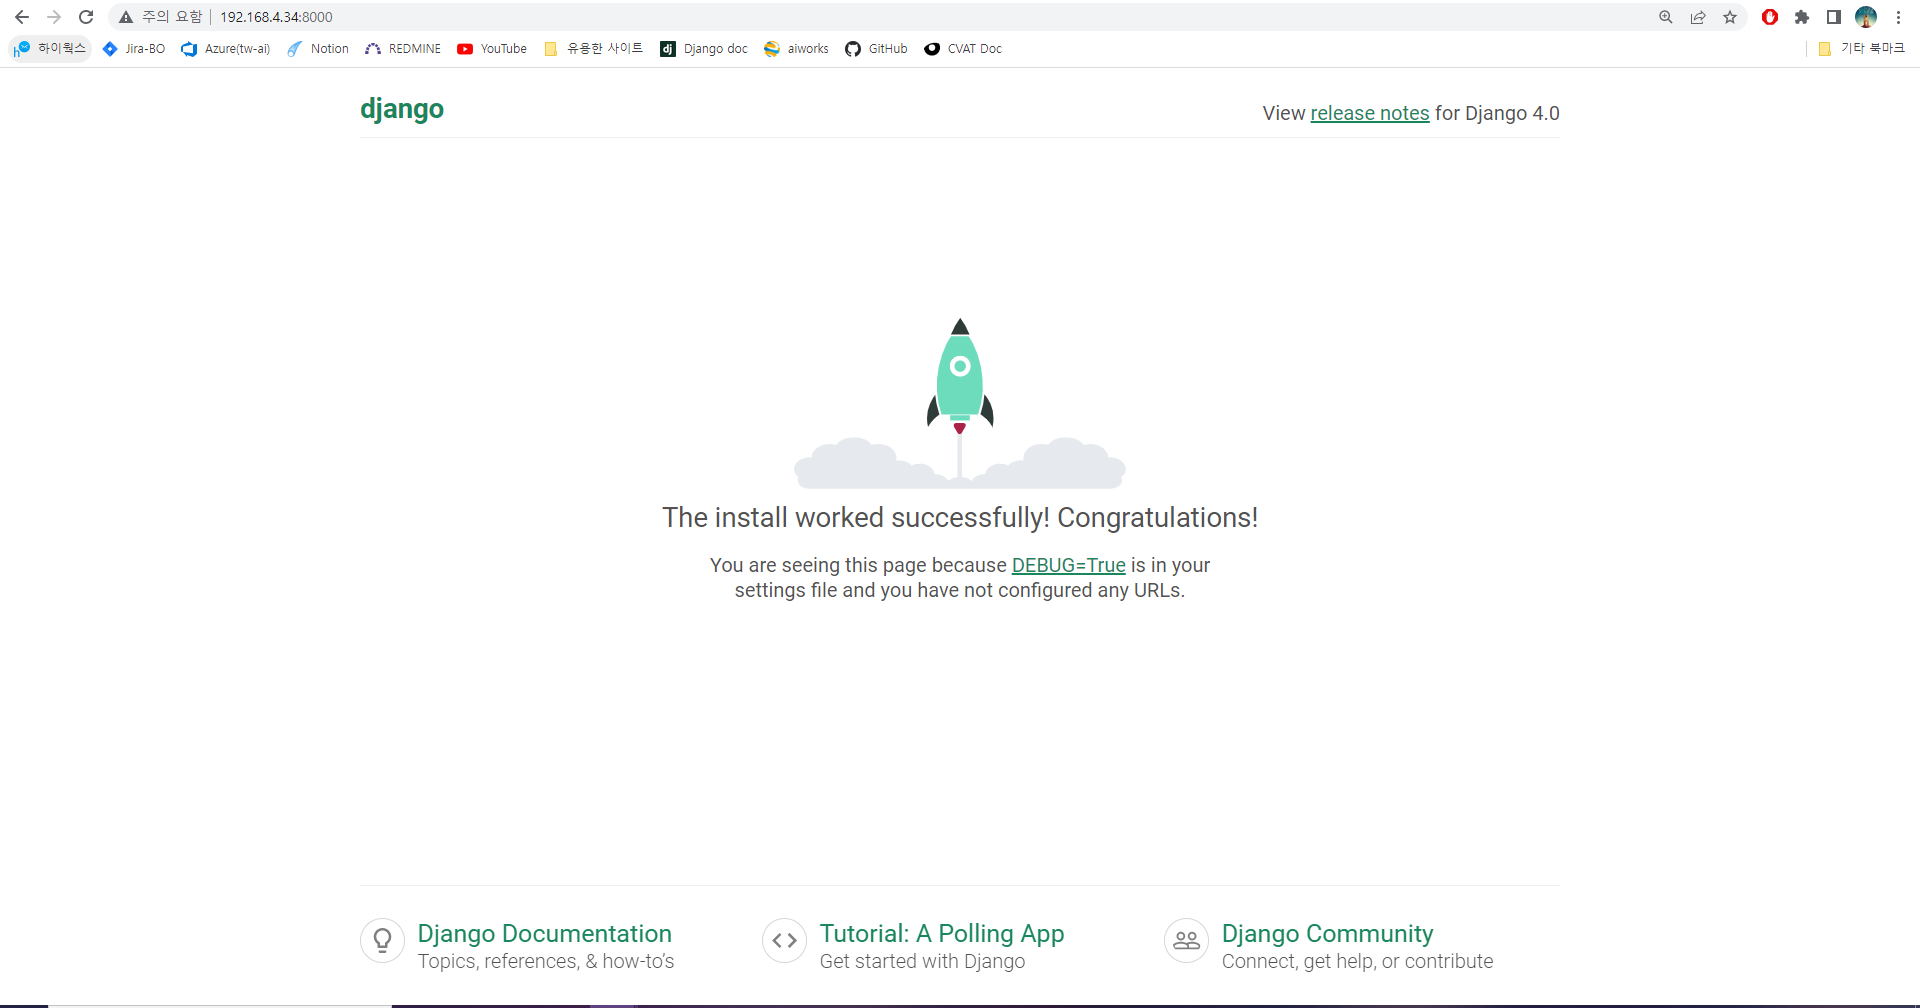 주의 요함 192.168.4.34:8000
하이웍스 Jira-BO Azure(tw-ai) Notion REDMINE YouTube 유용한 사이트 dj Django doc aiworks GitHub CVAT Doc 기타 북마크
django
View release notes for Django 4.0
The install worked successfully! Congratulations!
You are seeing this page because DEBUG=True is in your
settings file and you have not configured any URLs.
Django Documentation
Topics, references, & how-to’s
Tutorial: A Polling App
Get started with Django
Django Community
Connect, get help, or contribute